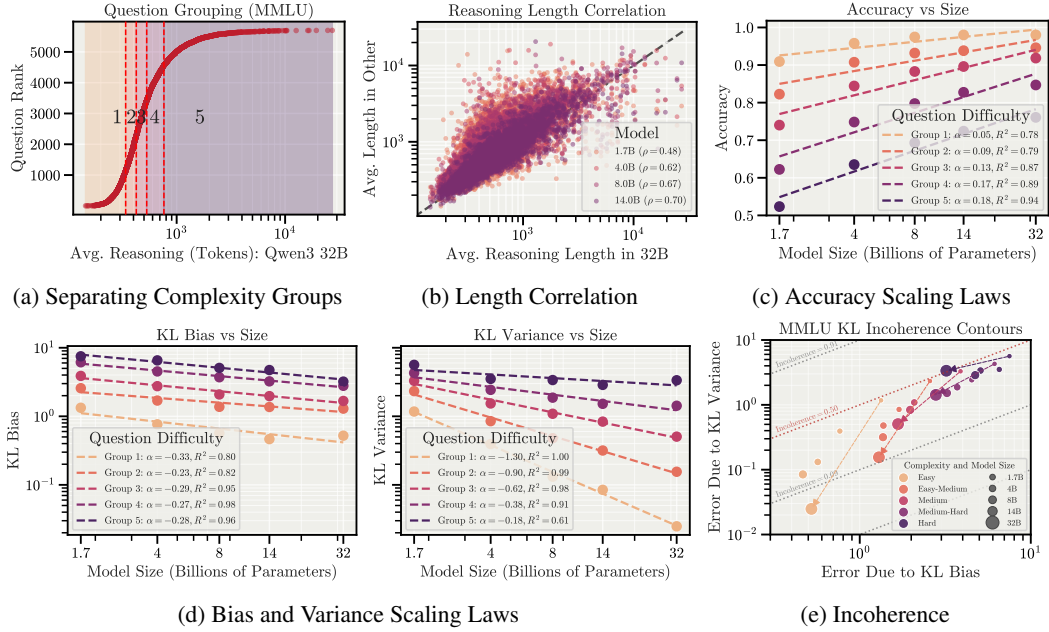 Question Grouping (MMLU)
Question Rank
5000
4000
3000
2000
1000
1 2 3 4 5
10³ 10⁴
Avg. Reasoning (Tokens): Qwen3 32B
(a) Separating Complexity Groups
Reasoning Length Correlation
Avg. Length in Other
10³
Model
1.7B (ρ=0.48)
4.0B (ρ=0.62)
8.0B (ρ=0.67)
14.0B (ρ=0.70)
10³ 10⁴
Avg. Reasoning Length in 32B
(b) Length Correlation
Accuracy vs Size
Accuracy
1.0
0.9
0.8
0.7
0.6
0.5
Question Difficulty
Group 1: α=0.05, R²=0.78
Group 2: α=0.09, R²=0.79
Group 3: α=0.13, R²=0.87
Group 4: α=0.17, R²=0.89
Group 5: α=0.18, R²=0.94
1.7 4 8 14 32
Model Size (Billions of Parameters)
(c) Accuracy Scaling Laws
KL Bias vs Size
KL Bias
10¹
10⁰
10⁻¹
Question Difficulty
Group 1: α=−0.33, R²=0.80
Group 2: α=−0.23, R²=0.82
Group 3: α=−0.29, R²=0.95
Group 4: α=−0.27, R²=0.98
Group 5: α=−0.28, R²=0.96
1.7 4 8 14 32
Model Size (Billions of Parameters)
KL Variance vs Size
KL Variance
10¹
10⁰
10⁻¹
Question Difficulty
Group 1: α=−1.30, R²=1.00
Group 2: α=−0.90, R²=0.99
Group 3: α=−0.62, R²=0.98
Group 4: α=−0.38, R²=0.91
Group 5: α=−0.18, R²=0.61
1.7 4 8 14 32
Model Size (Billions of Parameters)
(d) Bias and Variance Scaling Laws
MMLU KL Incoherence Contours
Error Due to KL Variance
10¹
10⁰
10⁻¹
10⁻²
Incoherence = 0.91
Incoherence = 0.50
Incoherence = 0.09
Complexity and Model Size
Easy
Easy-Medium
Medium
Medium-Hard
Hard
1.7B
4B
8B
14B
32B
10⁰ 10¹
Error Due to KL Bias
(e) Incoherence